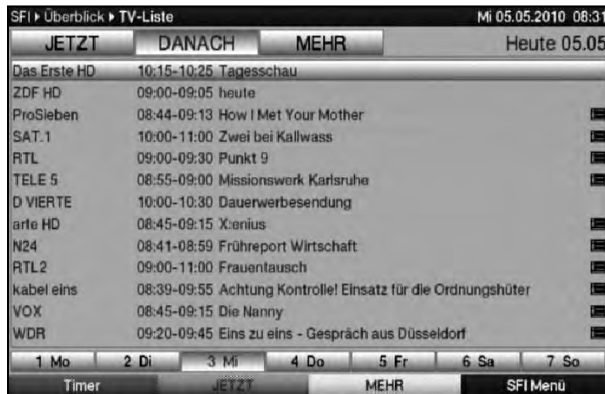 SFI ▸ Überblick ▸ TV-Liste Mi 05.05.2010 08:31
JETZT DANACH MEHR Heute 05.05
Das Erste HD 10:15-10:25 Tagesschau
ZDF HD 09:00-09:05 heute
ProSieben 08:44-09:13 How I Met Your Mother
SAT.1 10:00-11:00 Zwei bei Kallwass
RTL 09:00-09:30 Punkt 9
TELE 5 08:55-09:00 Missionswerk Karlsruhe
D VIERTE 10:00-10:30 Dauerwerbesendung
arte HD 08:45-09:15 X:enius
N24 08:41-08:59 Frühreport Wirtschaft
RTL2 09:00-11:00 Frauentausch
kabel eins 08:39-09:55 Achtung Kontrolle! Einsatz für die Ordnungshüter
VOX 08:45-09:15 Die Nanny
WDR 09:20-09:45 Eins zu eins - Gespräch aus Düsseldorf
1 Mo 2 Di 3 Mi 4 Do 5 Fr 6 Sa 7 So
Timer JETZT MEHR SFI Menü